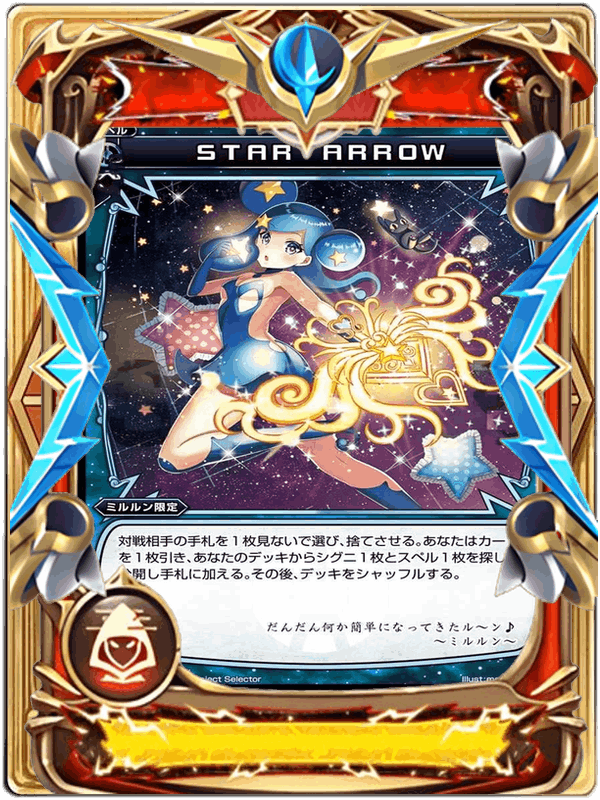 ペル
STAR ARROW
ミルルン限定
対戦相手の手札を1枚見ないで選び、捨てさせる。あなたはカー
を1枚引き、あなたのデッキからシグニ1枚とスペル1枚を探し
開し手札に加える。その後、デッキをシャッフルする。
だんだん何か簡単になってきたル〜ン♪
〜ミルルン〜
ject Selector Illust:m